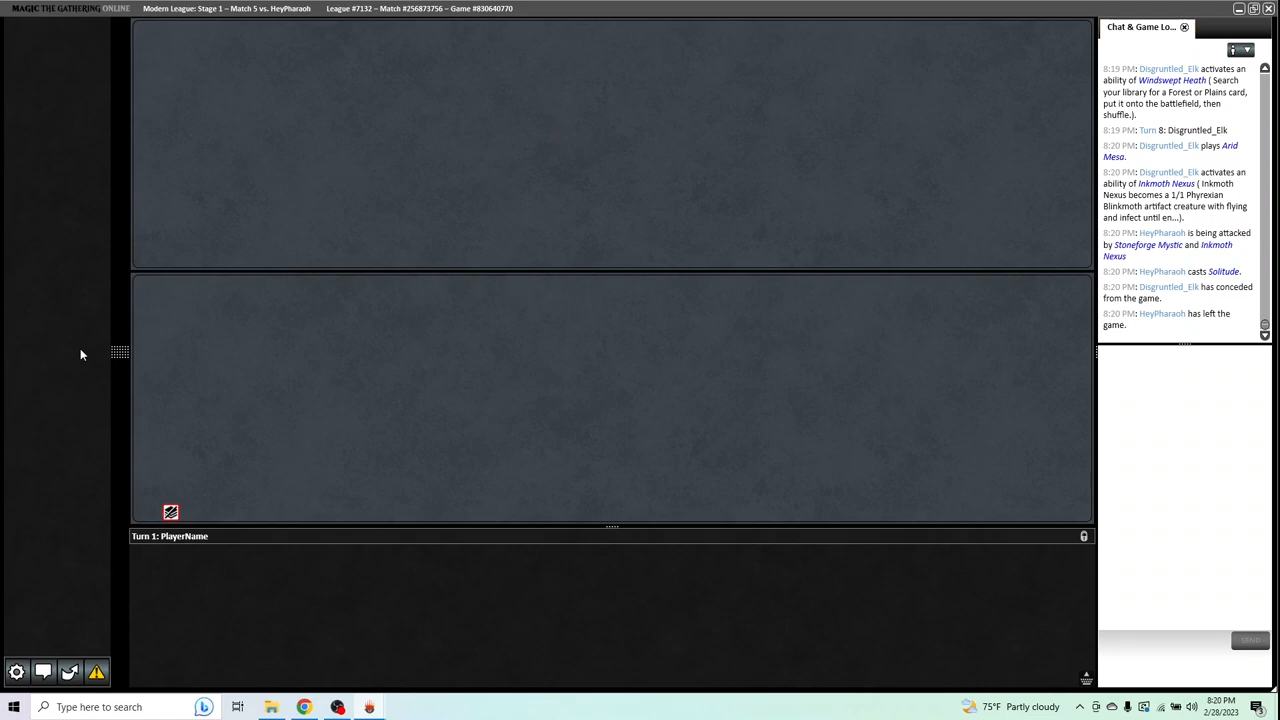 MAGIC THE GATHERING ONLINE
Modern League: Stage 1 – Match 5 vs. HeyPharaoh
League #7132 – Match #256873756 – Game #830640770
Chat & Game Lo...
8:19 PM: Disgruntled_Elk activates an
ability of Windswept Heath ( Search
your library for a Forest or Plains card,
put it onto the battlefield, then
shuffle.).
8:19 PM: Turn 8: Disgruntled_Elk
8:20 PM: Disgruntled_Elk plays Arid
Mesa.
8:20 PM: Disgruntled_Elk activates an
ability of Inkmoth Nexus ( Inkmoth
Nexus becomes a 1/1 Phyrexian
Blinkmoth artifact creature with flying
and infect until en...).
8:20 PM: HeyPharaoh is being attacked
by Stoneforge Mystic and Inkmoth
Nexus
8:20 PM: HeyPharaoh casts Solitude.
8:20 PM: Disgruntled_Elk has conceded
from the game.
8:20 PM: HeyPharaoh has left the
game.
Turn 1: PlayerName
SEND
Type here to search
75°F Partly cloudy
8:20 PM
2/28/2023
3